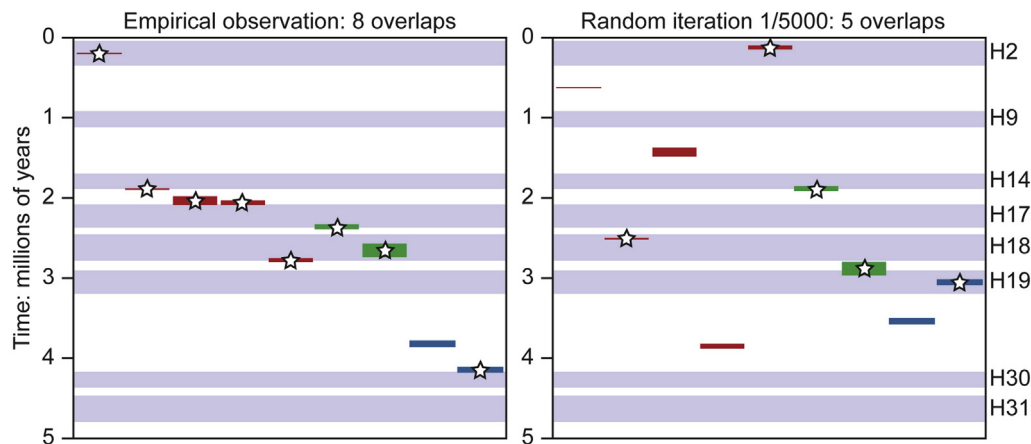 Empirical observation: 8 overlaps
Random iteration 1/5000: 5 overlaps
Time: millions of years
0
1
2
3
4
5
0
1
2
3
4
5
H2
H9
H14
H17
H18
H19
H30
H31